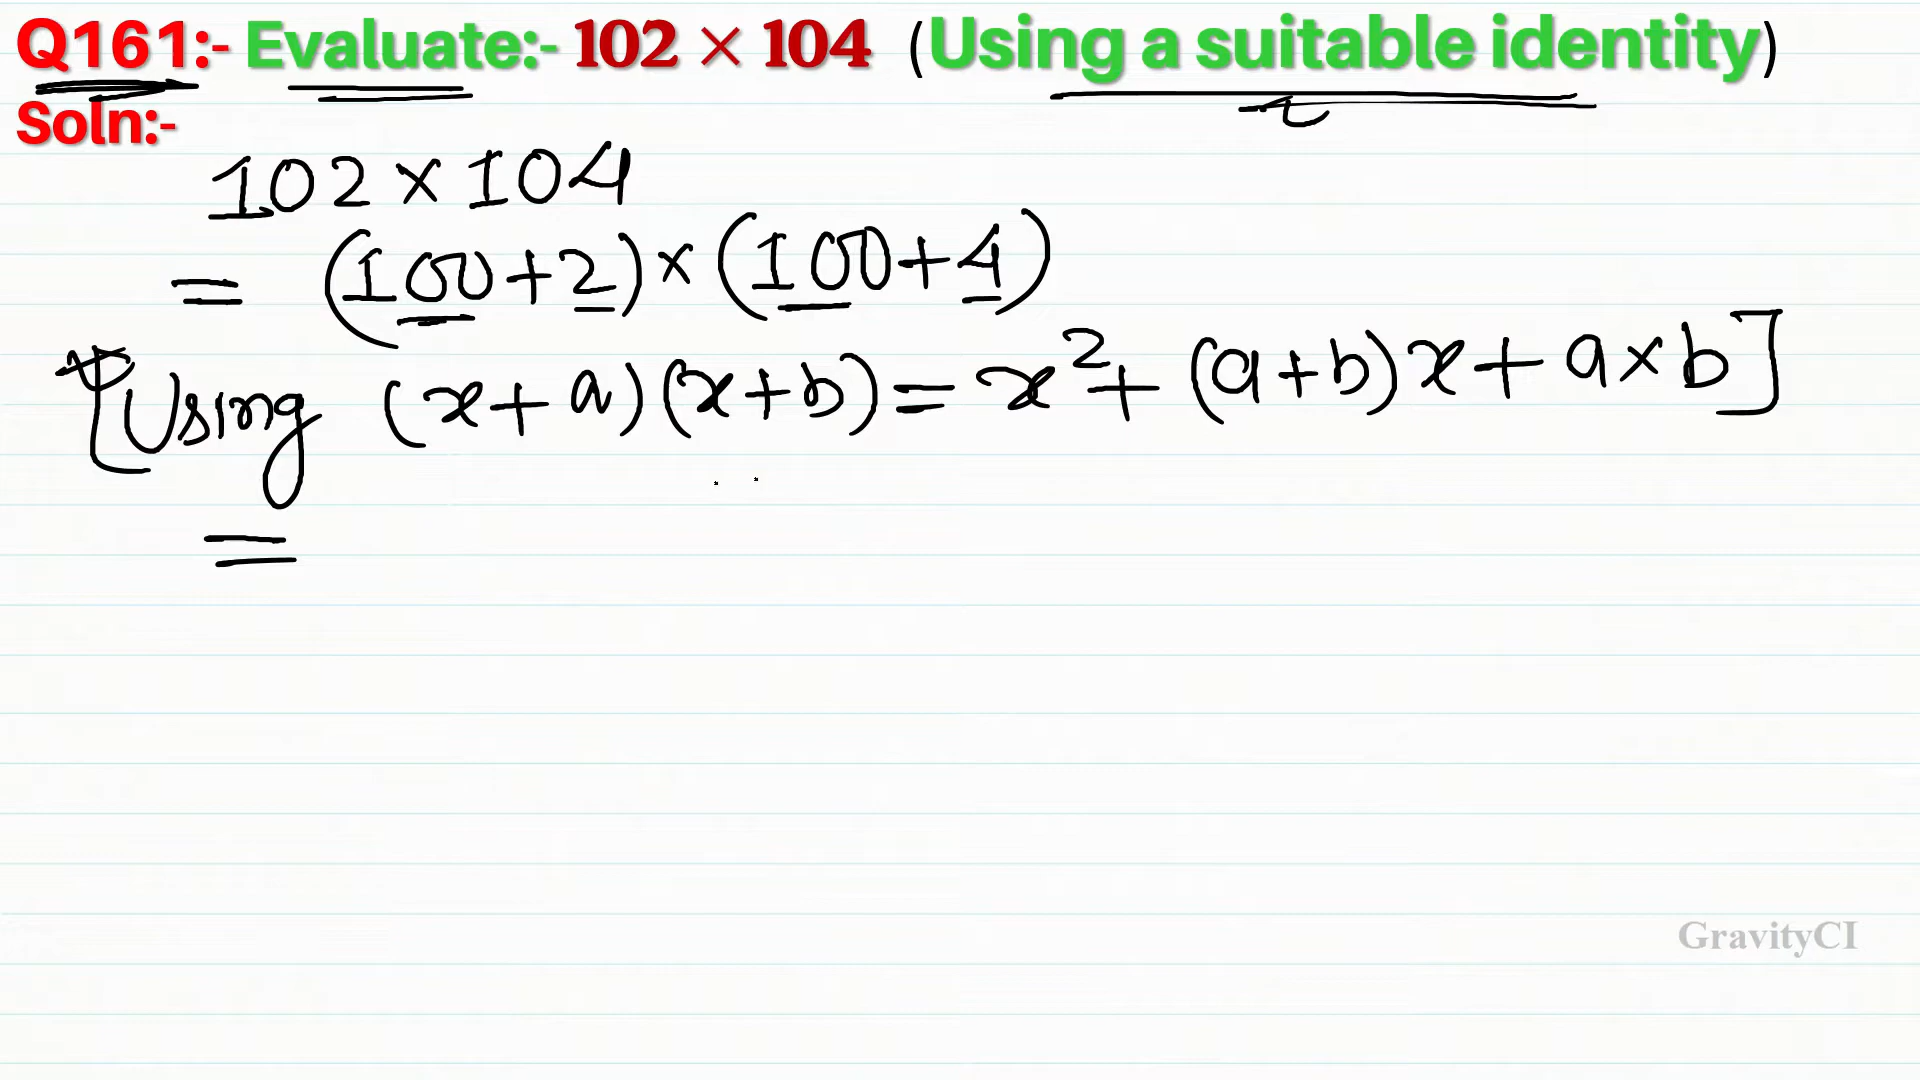 Q161:- Evaluate:- 102 × 104 (Using a suitable identity)
Soln:-
102 × 104
= (100+2) × (100+4)
[Using (x+a)(x+b) = x² + (a+b)x + a×b]
=
GravityCI